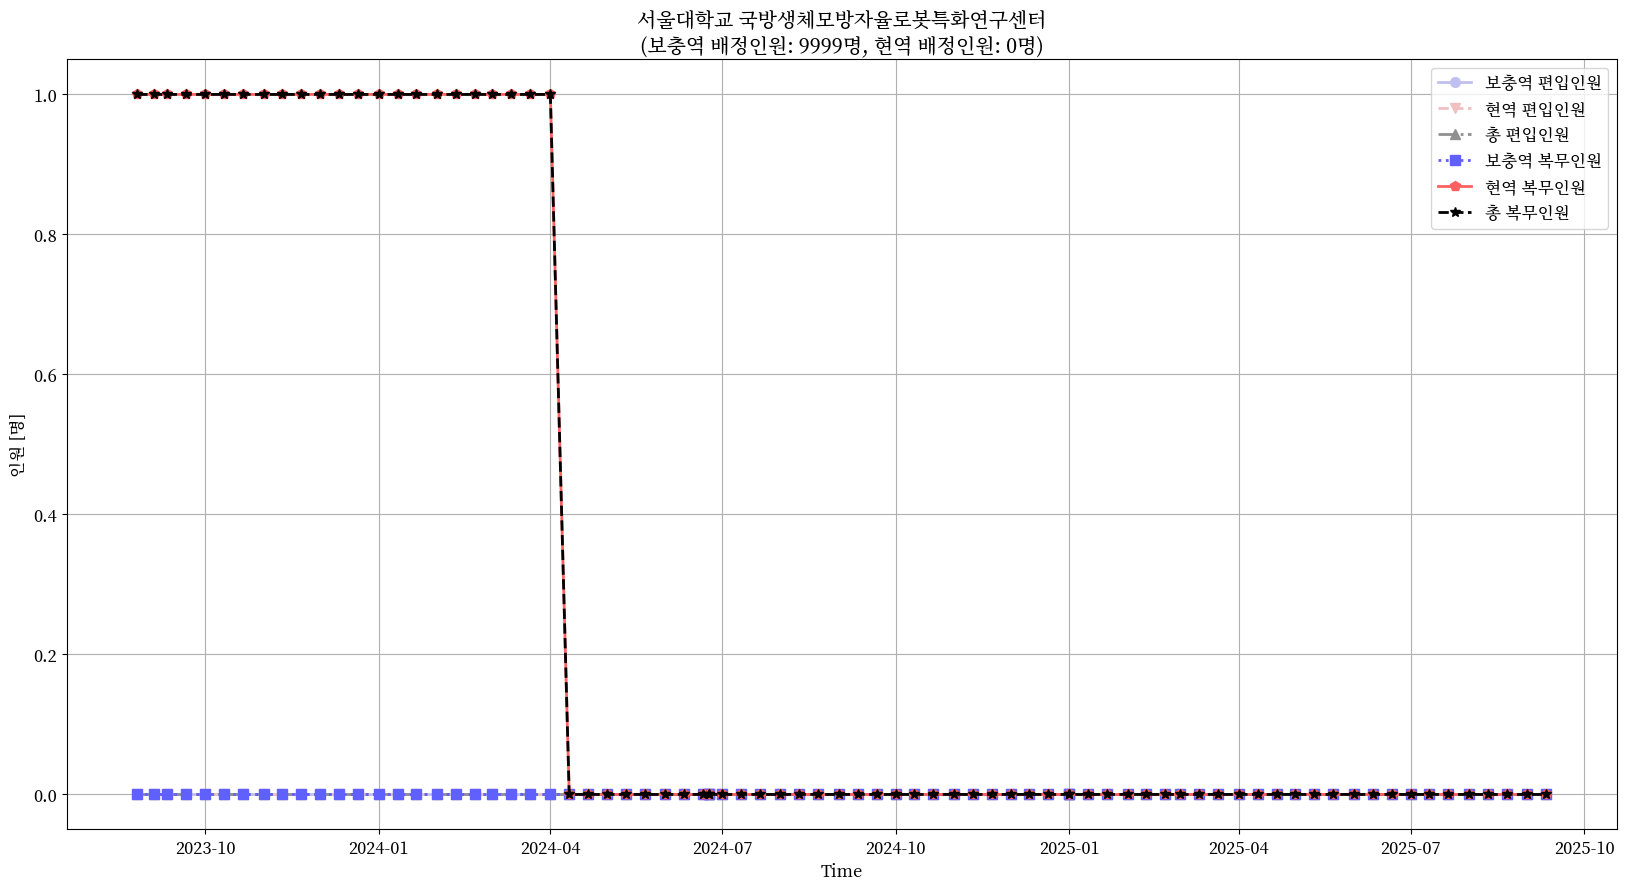 서울대학교 국방생체모방자율로봇특화연구센터
(보충역 배정인원: 9999명, 현역 배정인원: 0명)
보충역 편입인원
현역 편입인원
총 편입인원
보충역 복무인원
현역 복무인원
총 복무인원
인원 [명]
1.0
0.8
0.6
0.4
0.2
0.0
2023-10
2024-01
2024-04
2024-07
2024-10
2025-01
2025-04
2025-07
2025-10
Time